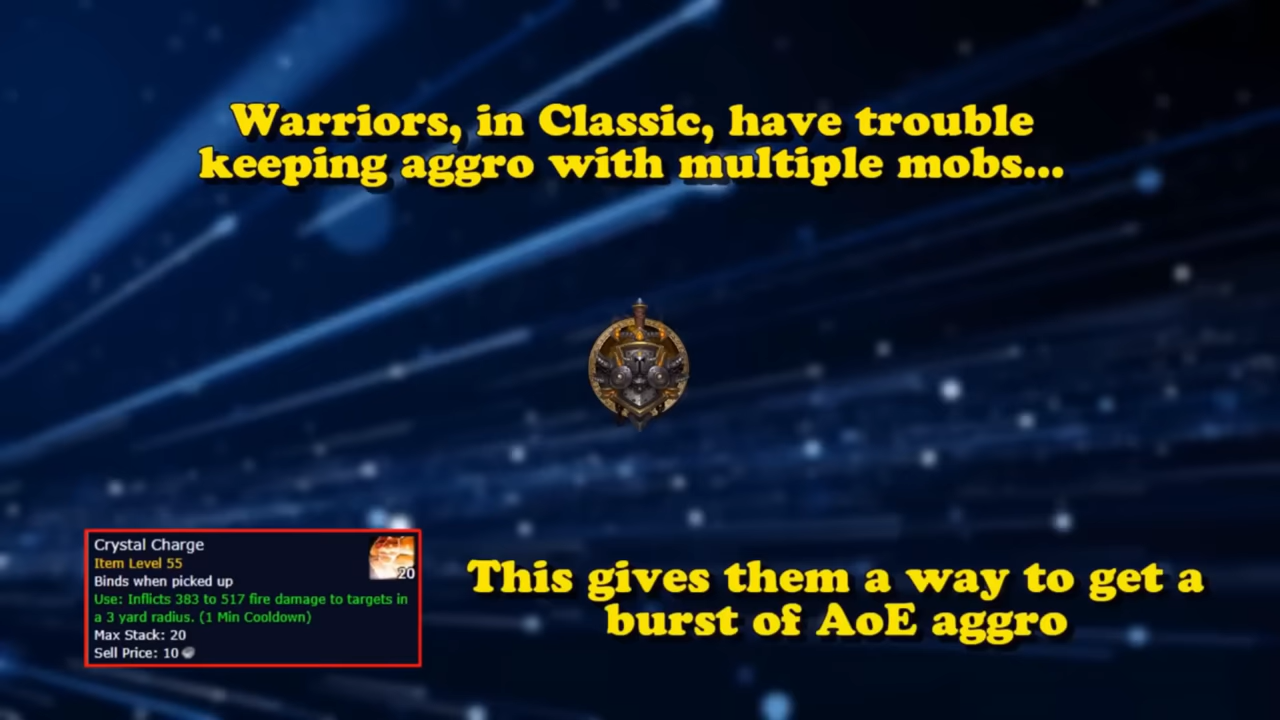 Warriors, in Classic, have trouble
keeping aggro with multiple mobs...
Crystal Charge
Item Level 55
Binds when picked up
20
Use: Inflicts 383 to 517 fire damage to targets in
a 3 yard radius. (1 Min Cooldown)
Max Stack: 20
Sell Price: 10
This gives them a way to get a
burst of AoE aggro